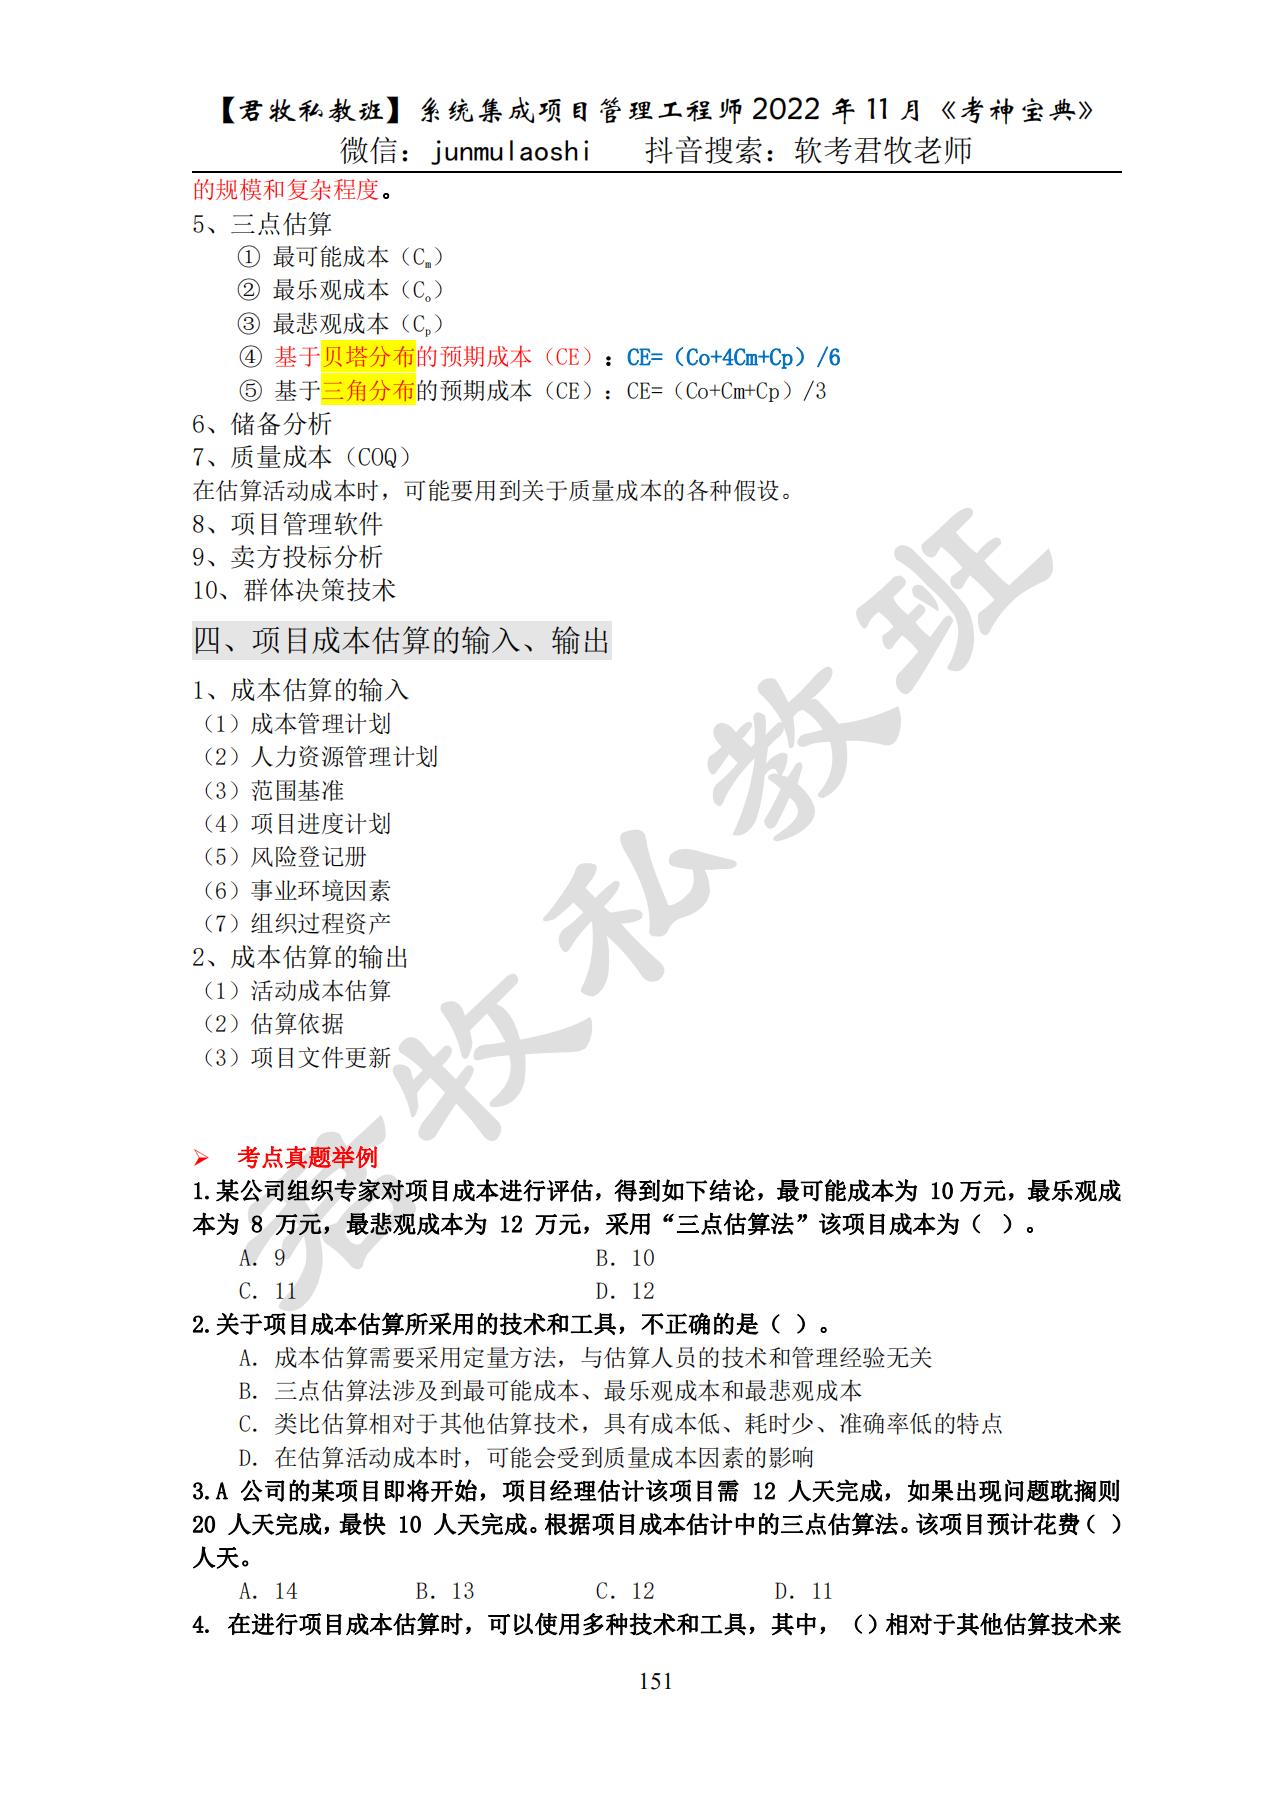 【君牧私教班】系统集成项目管理工程师2022年11月《考神宝典》
微信：junmulaoshi 抖音搜索：软考君牧老师
的规模和复杂程度。
5、三点估算
① 最可能成本（Cm）
② 最乐观成本（Co）
③ 最悲观成本（Cp）
④ 基于贝塔分布的预期成本（CE）：CE=（Co+4Cm+Cp）/6
⑤ 基于三角分布的预期成本（CE）：CE=（Co+Cm+Cp）/3
6、储备分析
7、质量成本（COQ）
在估算活动成本时，可能要用到关于质量成本的各种假设。
8、项目管理软件
9、卖方投标分析
10、群体决策技术
四、项目成本估算的输入、输出
1、成本估算的输入
（1）成本管理计划
（2）人力资源管理计划
（3）范围基准
（4）项目进度计划
（5）风险登记册
（6）事业环境因素
（7）组织过程资产
2、成本估算的输出
（1）活动成本估算
（2）估算依据
（3）项目文件更新
君牧私教班
➢ 考点真题举例
1.某公司组织专家对项目成本进行评估，得到如下结论，最可能成本为 10万元，最乐观成
本为 8 万元，最悲观成本为 12 万元，采用“三点估算法”该项目成本为（ ）。
A. 9 B. 10
C. 11 D. 12
2.关于项目成本估算所采用的技术和工具，不正确的是（ ）。
A. 成本估算需要采用定量方法，与估算人员的技术和管理经验无关
B. 三点估算法涉及到最可能成本、最乐观成本和最悲观成本
C. 类比估算相对于其他估算技术，具有成本低、耗时少、准确率低的特点
D. 在估算活动成本时，可能会受到质量成本因素的影响
3.A 公司的某项目即将开始，项目经理估计该项目需 12 人天完成，如果出现问题耽搁则
20 人天完成，最快 10 人天完成。根据项目成本估计中的三点估算法。该项目预计花费（ ）
人天。
A. 14 B. 13 C. 12 D. 11
4. 在进行项目成本估算时，可以使用多种技术和工具，其中，（）相对于其他估算技术来
151